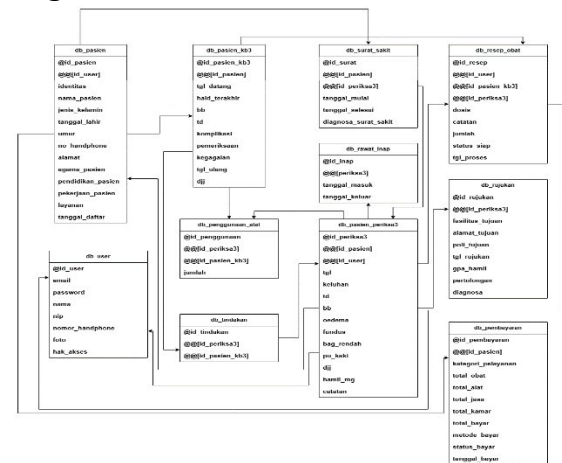 db_pasien
@id_pasien
@@[id_user]
identitas
nama_pasien
jenis_kelamin
tanggal_lahir
umur
no_handphone
alamat
agama_pasien
pendidikan_pasien
pekerjaan_pasien
layanan
tanggal_daftar
db_pasien_kb3
@id_pasien_kb3
@@[id_pasien]
tgl_datang
haid_terakhir
bb
td
komplikasi
pemeriksaan
kegagalan
tgl_ulang
djj
db_surat_sakit
@id_surat
@@[id_pasien]
@@[id_periksa3]
tanggal_mulai
tanggal_selesai
diagnosa_surat_sakit
db_resep_obat
@id_resep
@@[id_user]
@@[id_pasien_kb3]
@@[id_periksa3]
dosis
catatan
jumlah
status_siap
tgl_proses
db_rawat_inap
@id_inap
@@[periksa3]
tanggal_masuk
tanggal_keluar
db_rujukan
@id_rujukan
@@[id_periksa3]
fasilitas_tujuan
alamat_tujuan
poli_tujuan
tgl_rujukan
gpa_hamil
pertolongan
diagnosa
db_penggunaan_alat
@id_penggunaan
@@[id_periksa3]
@@[id_pasien_kb3]
jumlah
db_pasien_periksa3
@id_periksa3
@@[id_pasien]
@@[id_user]
tgl
keluhan
td
bb
oedema
fundus
bag_rendah
pu_kaki
djj
hamil_mg
catatan
db_user
@id_user
email
password
nama
nip
nomor_handphone
foto
hak_akses
db_tindakan
@id_tindakan
@@[id_periksa3]
@@[id_pasien_kb3]
db_pembayaran
@id_pembayaran
@@[id_pasien]
kategori_pelayanan
total_obat
total_alat
total_jasa
total_kamar
total_bayar
metode_bayar
status_bayar
tanggal_bayar